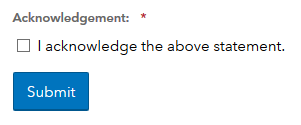 Acknowledgement: *
I acknowledge the above statement.
Submit